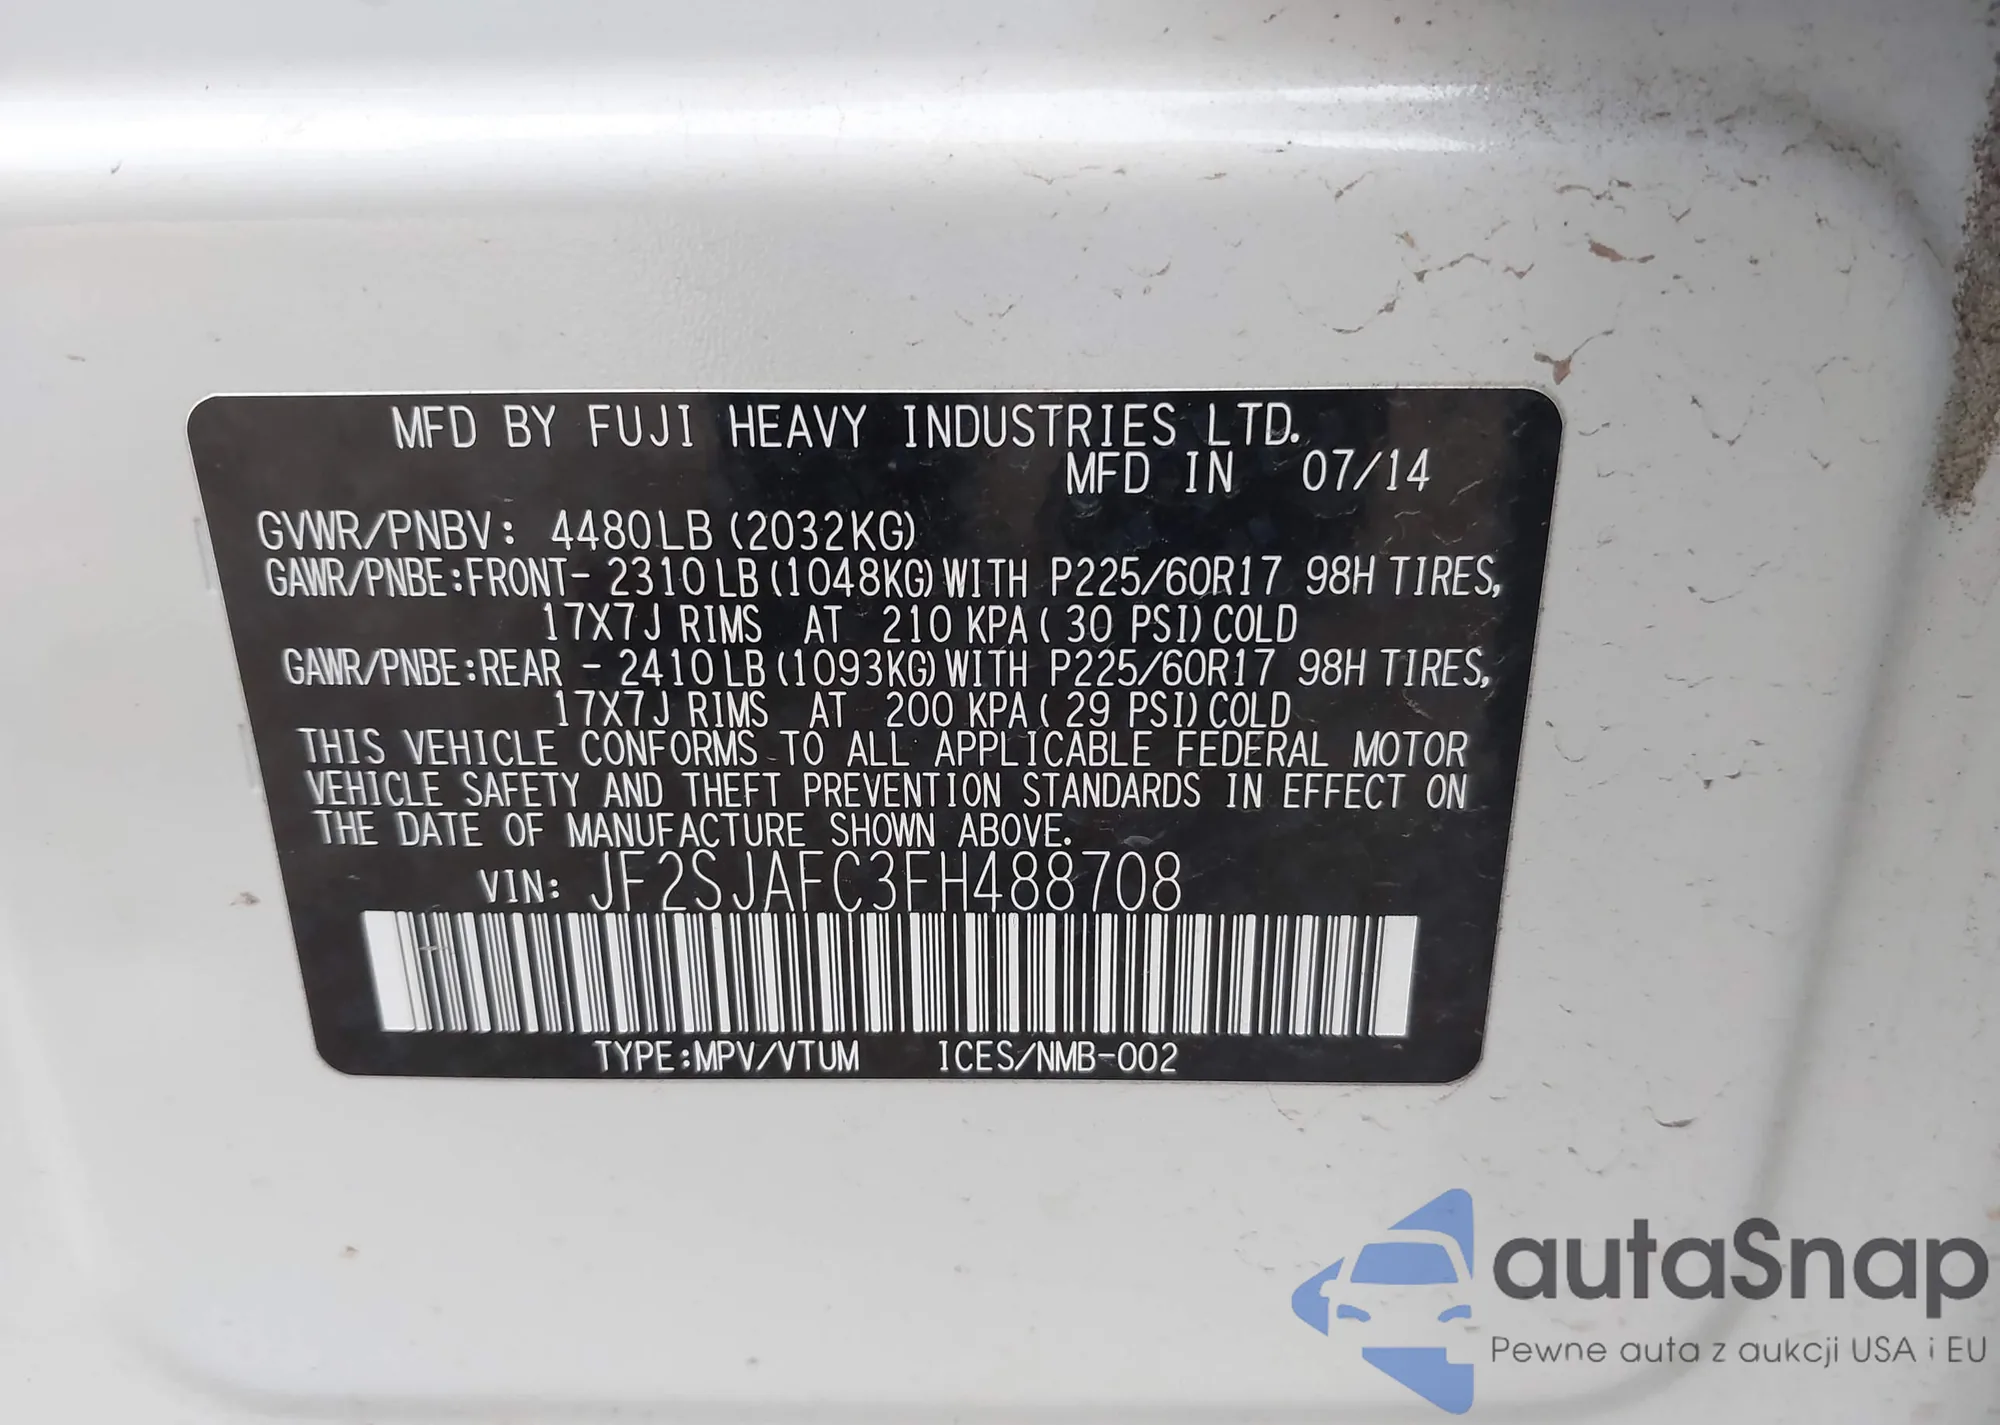 MFD BY FUJI HEAVY INDUSTRIES LTD.
MFD IN 07/14
GVWR/PNBV: 4480LB (2032KG)
GAWR/PNBE:FRONT- 2310LB (1048KG) WITH P225/60R17 98H TIRES,
17X7J RIMS AT 210 KPA ( 30 PSI) COLD
GAWR/PNBE:REAR - 2410LB (1093KG) WITH P225/60R17 98H TIRES,
17X7J RIMS AT 200 KPA ( 29 PSI) COLD
THIS VEHICLE CONFORMS TO ALL APPLICABLE FEDERAL MOTOR
VEHICLE SAFETY AND THEFT PREVENTION STANDARDS IN EFFECT ON
THE DATE OF MANUFACTURE SHOWN ABOVE.
VIN: JF2SJAFC3FH488708
TYPE:MPV/VTUM ICES/NMB-002
autaSnap
Pewne auta z aukcji USA i EU